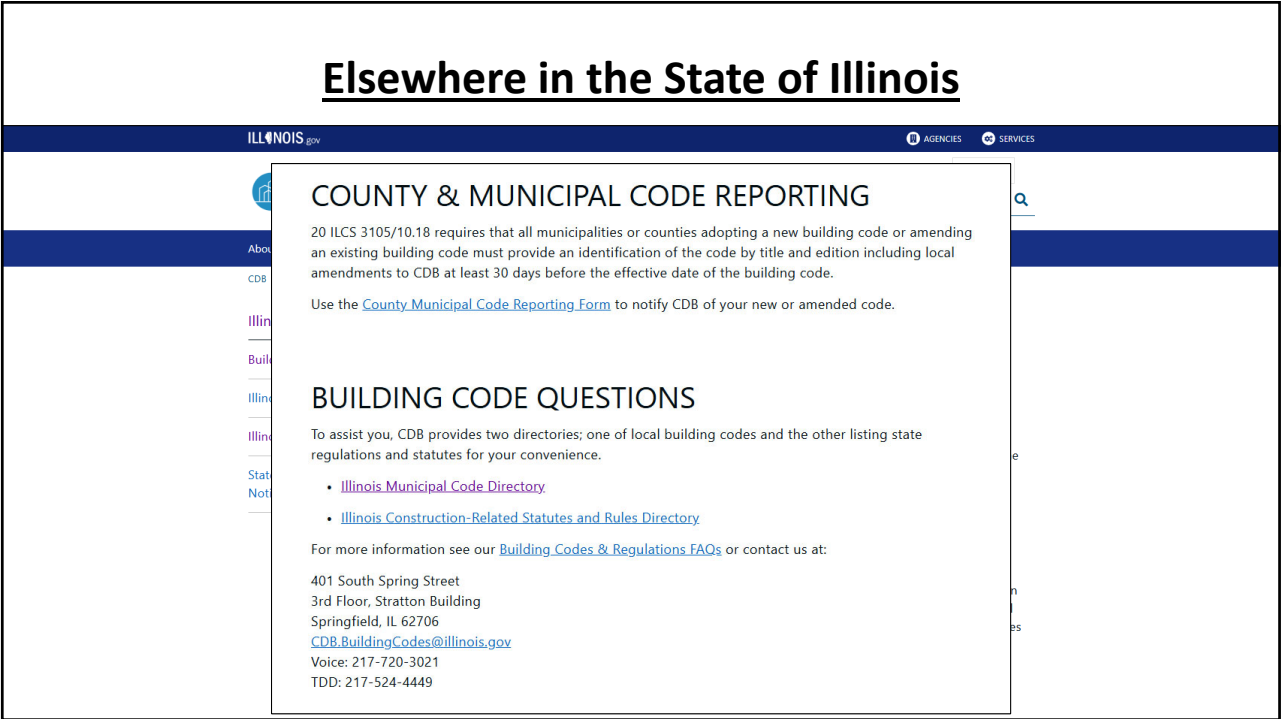 Elsewhere in the State of Illinois
ILLINOIS.gov
AGENCIES
SERVICES
COUNTY & MUNICIPAL CODE REPORTING
20 ILCS 3105/10.18 requires that all municipalities or counties adopting a new building code or amending
an existing building code must provide an identification of the code by title and edition including local
amendments to CDB at least 30 days before the effective date of the building code.
Use the County Municipal Code Reporting Form to notify CDB of your new or amended code.
CDB
BUILDING CODE QUESTIONS
To assist you, CDB provides two directories; one of local building codes and the other listing state
regulations and statutes for your convenience.
• Illinois Municipal Code Directory
• Illinois Construction-Related Statutes and Rules Directory
For more information see our Building Codes & Regulations FAQs or contact us at:
401 South Spring Street
3rd Floor, Stratton Building
Springfield, IL 62706
CDB.BuildingCodes@illinois.gov
Voice: 217-720-3021
TDD: 217-524-4449